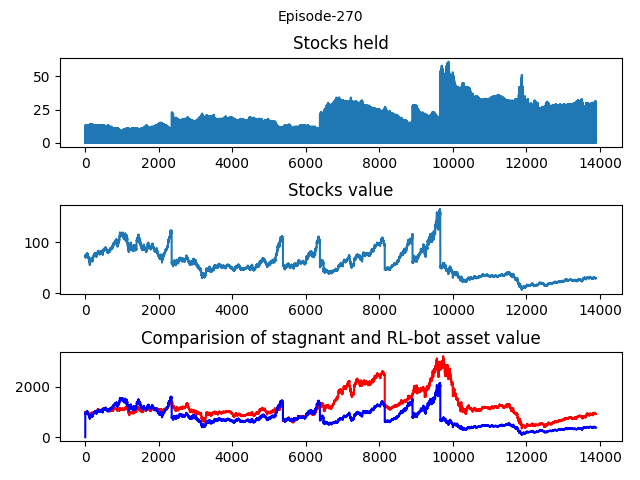 Episode-270
Stocks held
50
25
0
0 2000 4000 6000 8000 10000 12000 14000
Stocks value
100
0
0 2000 4000 6000 8000 10000 12000 14000
Comparision of stagnant and RL-bot asset value
2000
0
0 2000 4000 6000 8000 10000 12000 14000